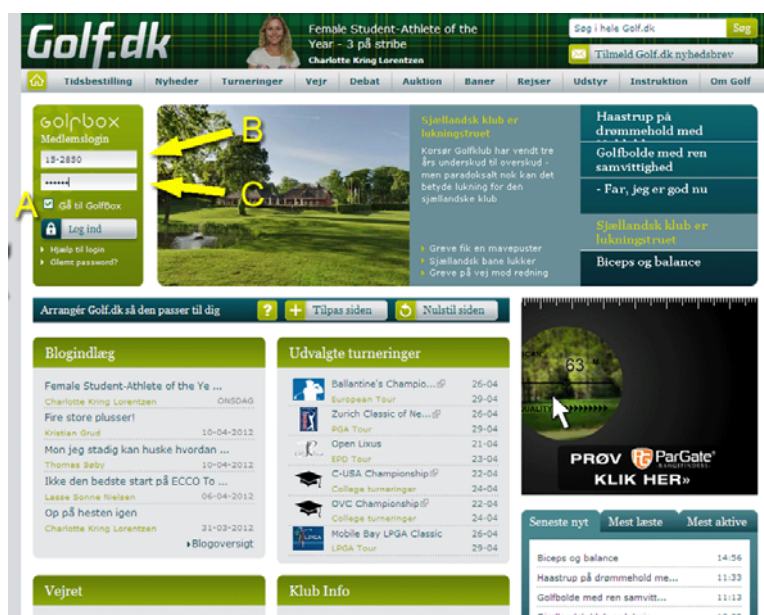 Golf.dk
Female Student-Athlete of the
Year - 3 på stribe
Charlotte Kring Lorentzen
Søg i hele Golf.dk
Søg
Tilmeld Golf.dk nyhedsbrev
Tidsbestilling Nyheder Turneringer Vejr Debat Auktion Baner Rejser Udstyr Instruktion Om Golf
GOLFBOX
Medlemslogin
15-2850
A
B
C
Gå til GolfBox
Log ind
Hjælp til login
Glemt password?
Sjællandsk klub er
lukningstruet
Korsør Golfklub har vendt tre
års underskud til overskud -
men paradoksalt nok kan det
betyde lukning for den
sjællandske klub
Greve fik en mavepuster
Sjællandsk bane lukker
Greve på vej mod redning
Haastrup på
drømmehold med
Golfbolde med ren
samvittighed
- Far, jeg er god nu
Sjællandsk klub er
lukningstruet
Biceps og balance
Arrangér Golf.dk så den passer til dig
?
Tilpas siden
Nulstil siden
Blogindlæg
Female Student-Athlete of the Ye ...
Charlotte Kring Lorentzen ONSDAG
Fire store plusser!
Kristian Grud 10-04-2012
Mon jeg stadig kan huske hvordan ...
Thomas Søby 10-04-2012
Ikke den bedste start på ECCO To ...
Lasse Sonne Nielsen 06-04-2012
Op på hesten igen
Charlotte Kring Lorentzen 31-03-2012
Blogoversigt
Udvalgte turneringer
Ballantine's Champio... 26-04
European Tour 29-04
Zurich Classic of Ne... 26-04
PGA Tour 29-04
Open Lixus 21-04
EPD Tour 23-04
C-USA Championship 22-04
College turneringer 24-04
OVC Championship 22-04
College turneringer 24-04
Mobile Bay LPGA Classic 26-04
LPGA Tour 29-04
63
QUALITY
PRØV ParGate
RANGEFINDERS
KLIK HER»
Seneste nyt Mest læste Mest aktive
Biceps og balance 14:56
Haastrup på drømmehold me... 11:33
Golfbolde med ren samvitt... 11:13
Vejret
Klub Info